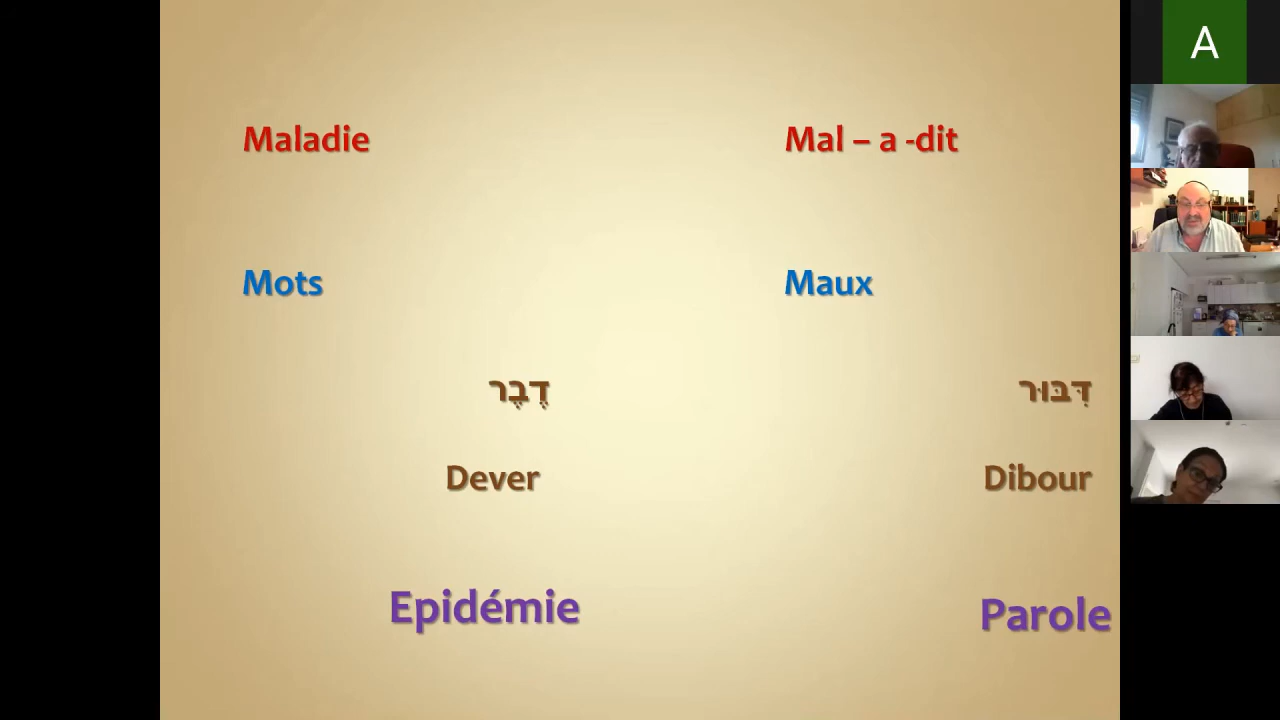 Maladie
Mal – a -dit
Mots
Maux
דֶבֶר
דִּבּוּר
Dever
Dibour
Epidémie
Parole
A